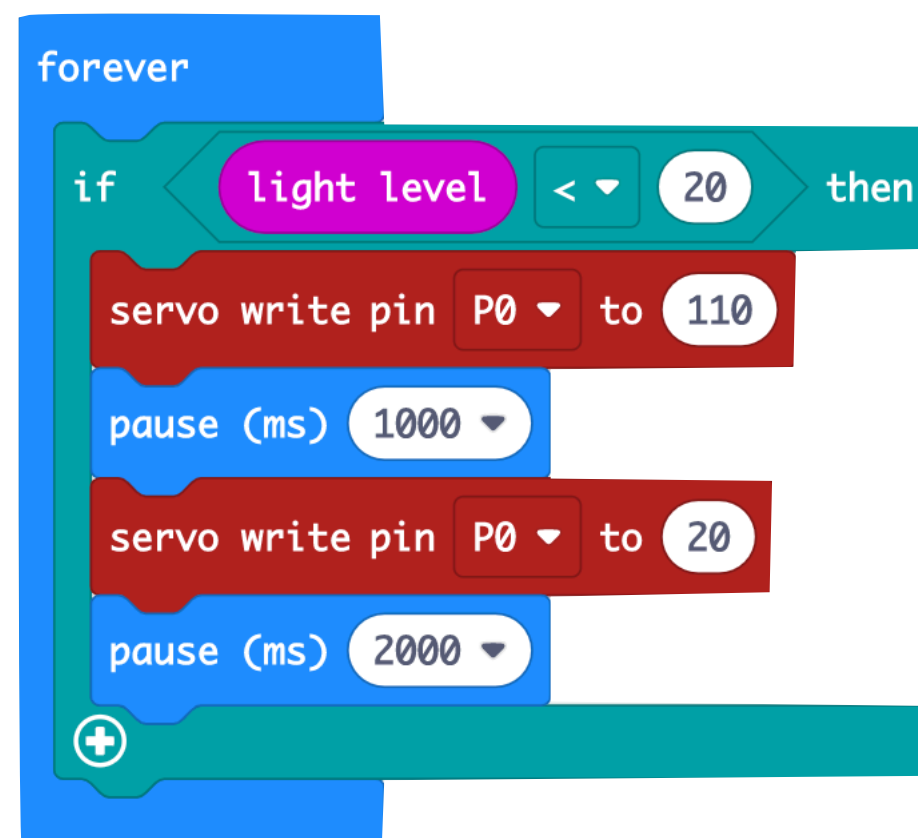 forever
if light level < 20 then
servo write pin P0 to 110
pause (ms) 1000
servo write pin P0 to 20
pause (ms) 2000